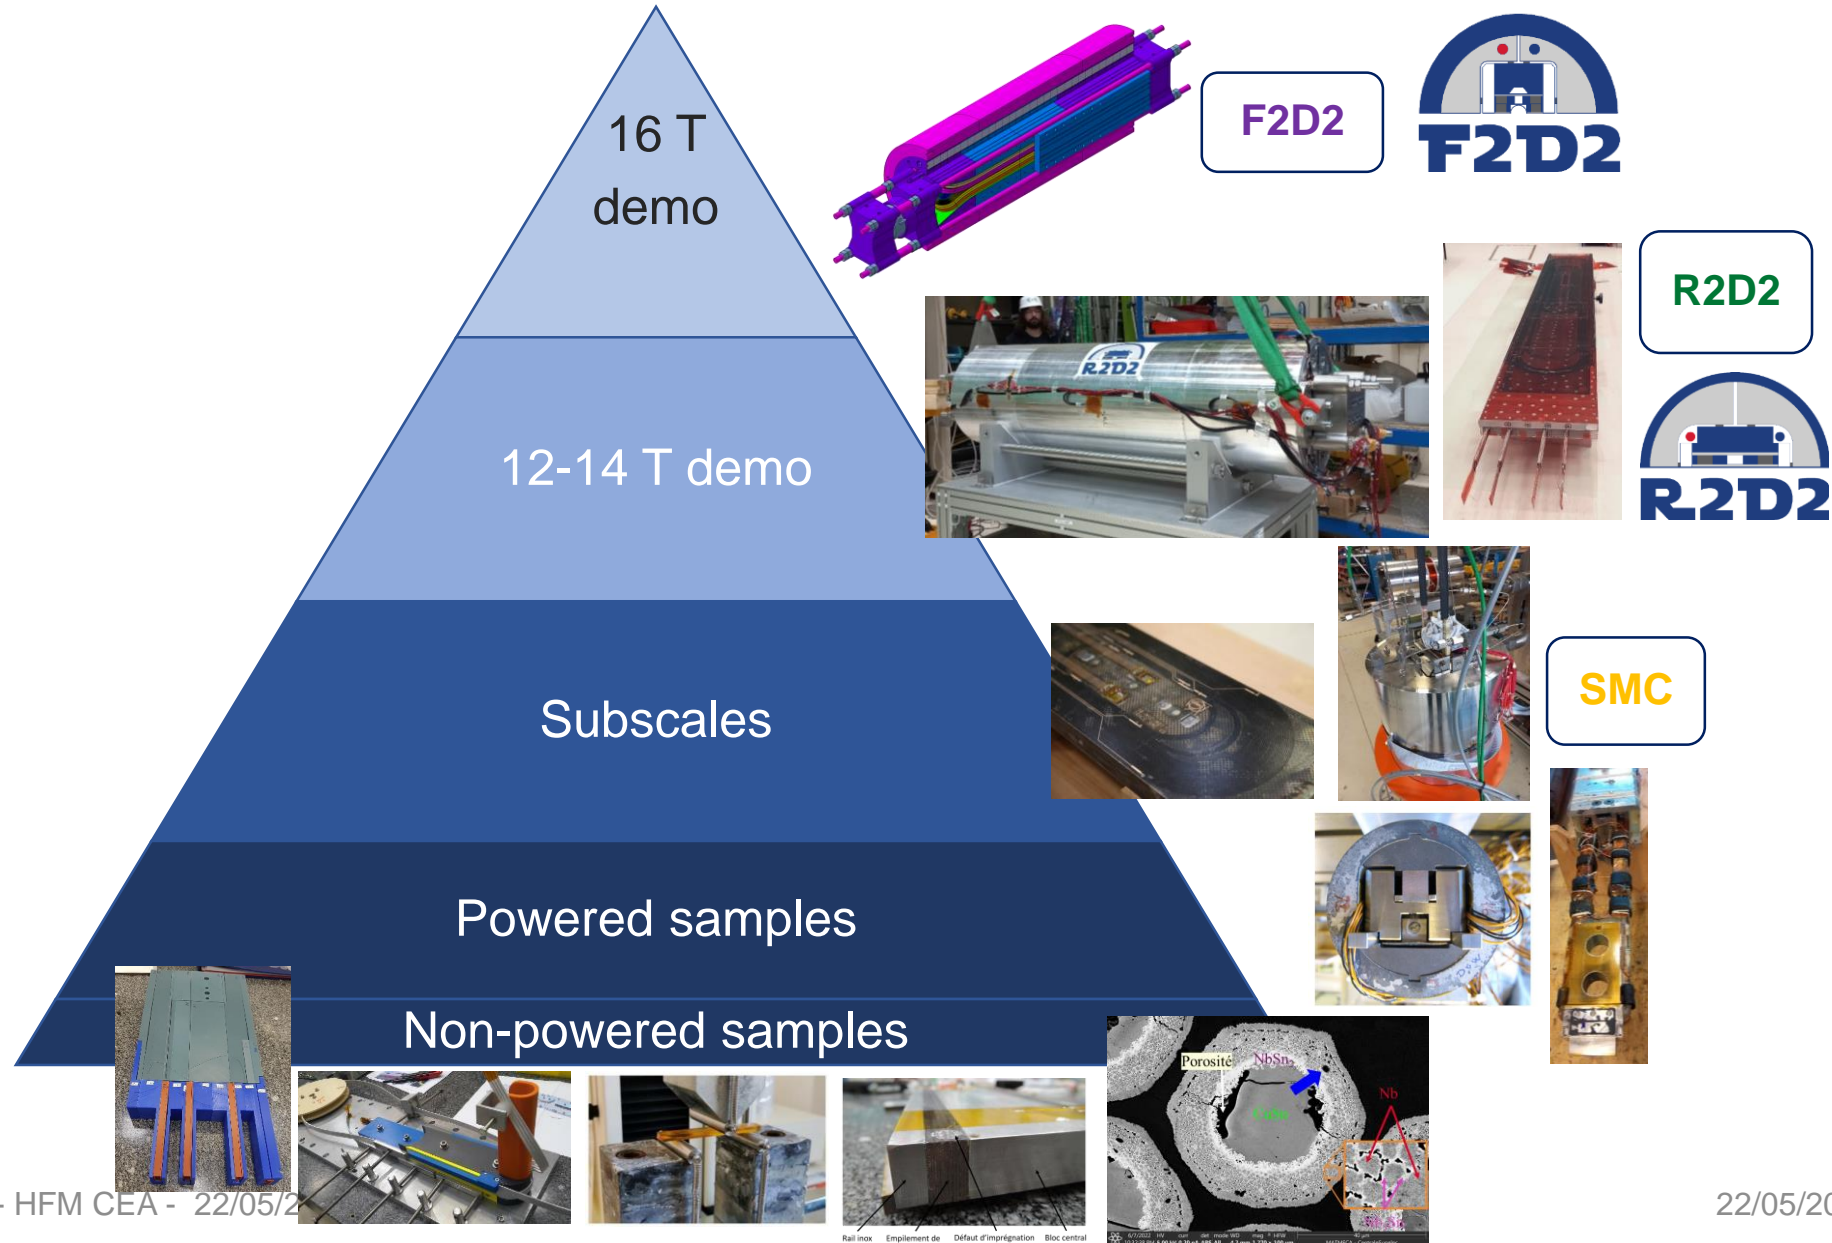 16 T
demo
F2D2
F2D2
R2D2
R2D2
R2D2
12-14 T demo
Subscales
SMC
Powered samples
Non-powered samples
Porosité
NbSn
CuSn
Nb
- HFM CEA - 22/05/2
22/05/20
Rail inox
Empilement de
Défaut d'imprégnation
Bloc central